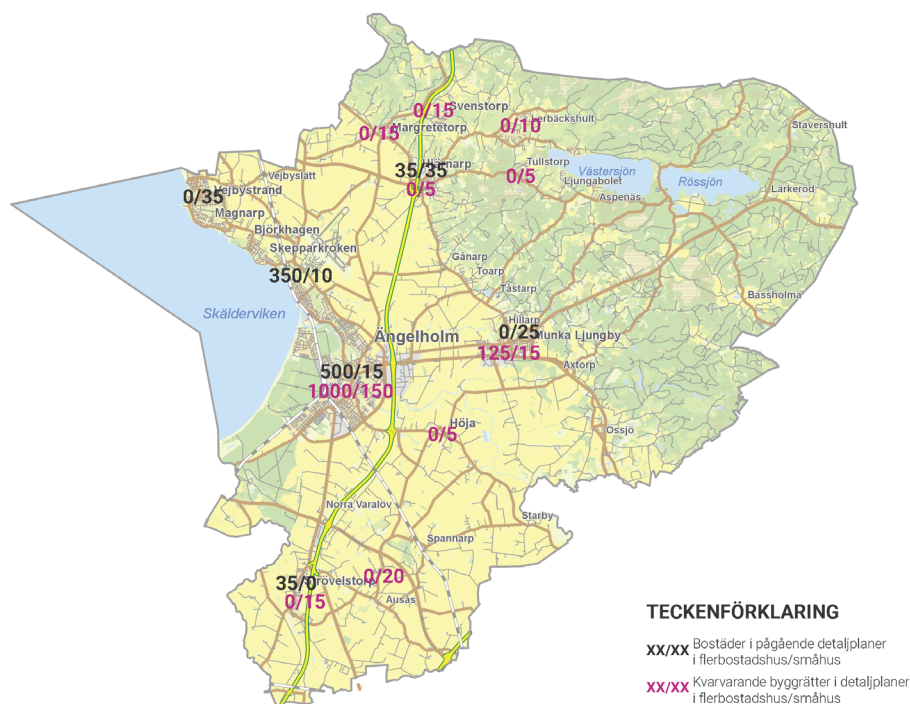 Svenstorp
0/15
Margretetorp
0/15
0/10
Stavershult
Hjärnarp
35/35
0/5
Tullstorp
0/5
Ljungabolet
Västersjön
Aspenäs
Rössjön
Larkeröd
Vejbyslätt
Vejbystrand
0/35
Magnarp
Björkhagen
Skepparkroken
350/10
Gånarp
Toarp
Tåstarp
Bassholma
Skälderviken
Hillarp
0/25
Munka Ljungby
125/15
Ängelholm
Axtorp
500/15
1000/150
Höja
0/5
Össjö
Norra Varalöv
Starby
Spannarp
35/0
Strövelstorp
0/20
0/15
Ausås
TECKENFÖRKLARING
XX/XX Bostäder i pågående detaljplaner
i flerbostadshus/småhus
XX/XX Kvarvarande byggrätter i detaljplaner
i flerbostadshus/småhus